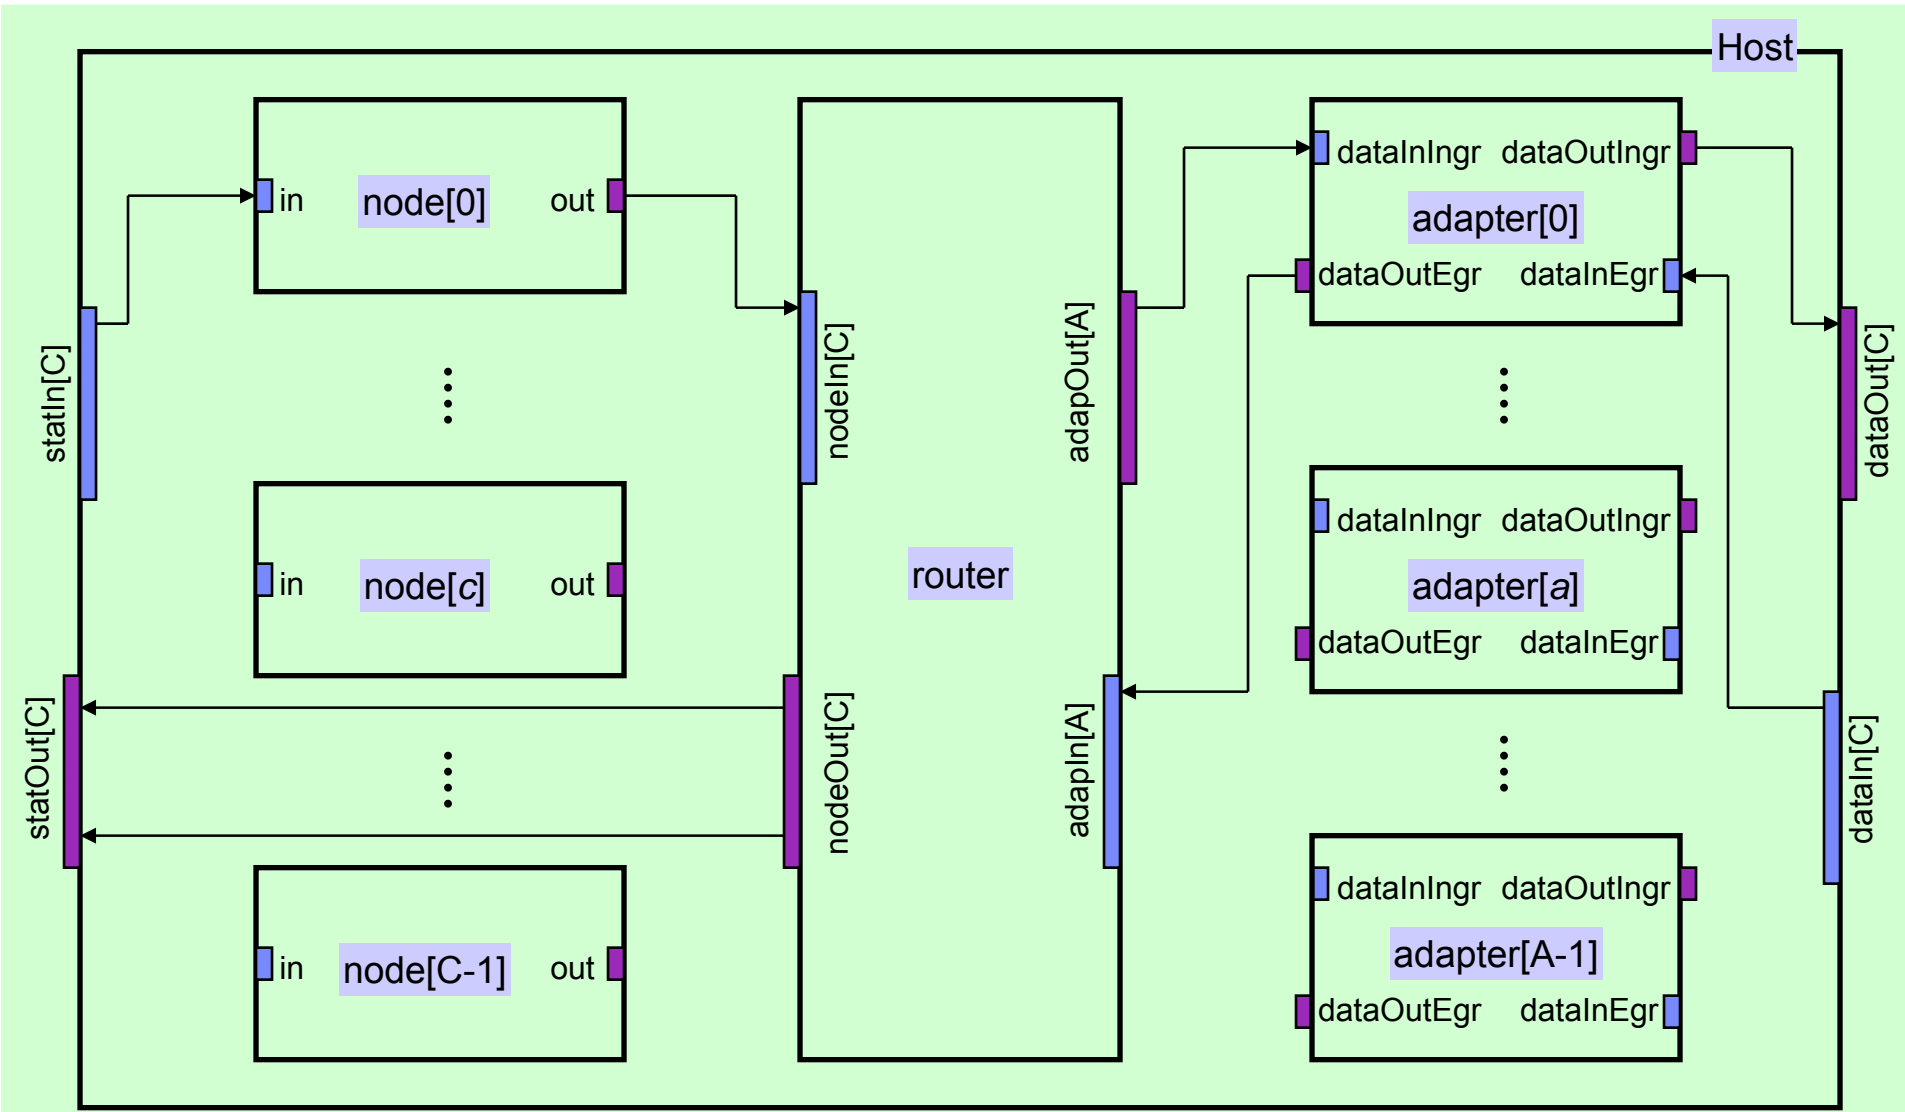 Host
in
node[0]
out
statIn[C]
nodeIn[C]
adapOut[A]
dataInIngr
dataOutIngr
adapter[0]
dataOutEgr
dataInEgr
dataOut[C]
in
node[c]
out
router
dataInIngr
dataOutIngr
adapter[a]
dataOutEgr
dataInEgr
statOut[C]
nodeOut[C]
adapIn[A]
dataIn[C]
in
node[C-1]
out
dataInIngr
dataOutIngr
adapter[A-1]
dataOutEgr
dataInEgr